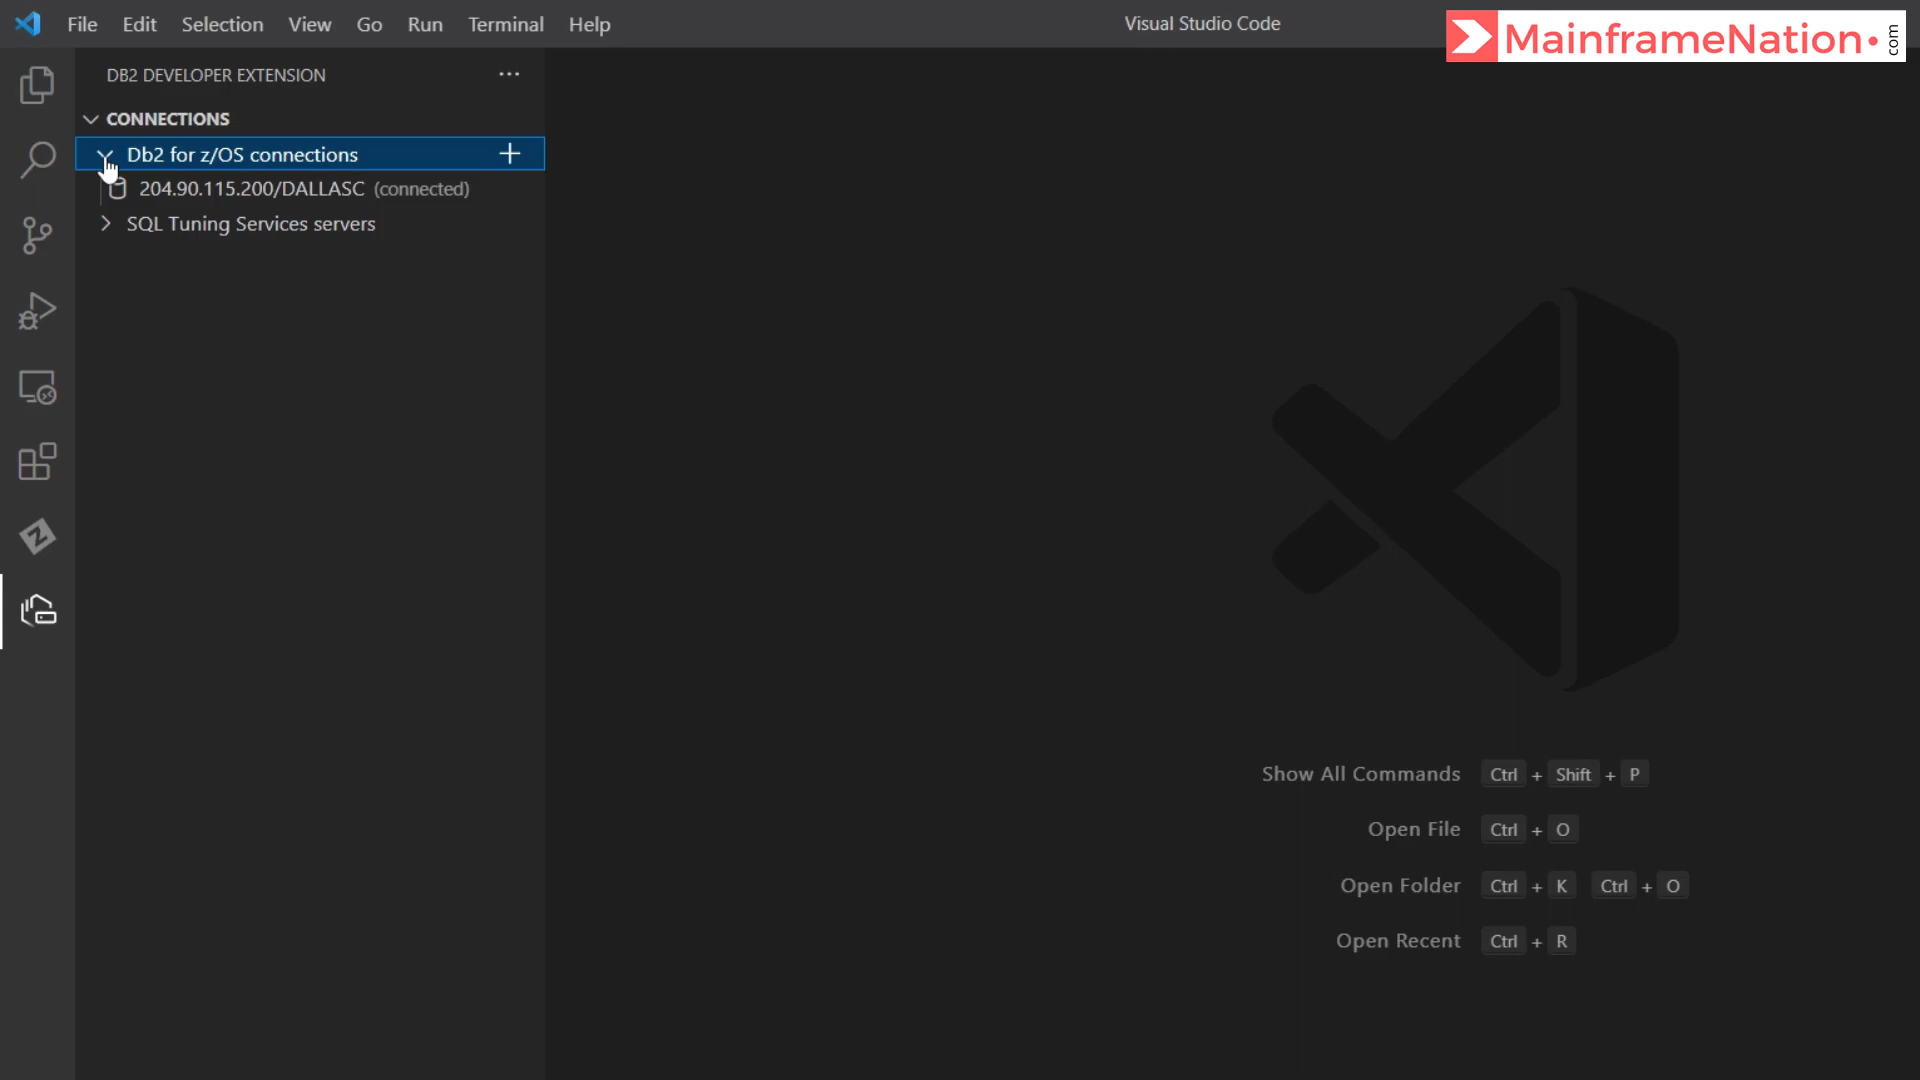 File Edit Selection View Go Run Terminal Help
Visual Studio Code
MainframeNation.com
DB2 DEVELOPER EXTENSION
CONNECTIONS
Db2 for z/OS connections
204.90.115.200/DALLASC (connected)
SQL Tuning Services servers
Show All Commands Ctrl + Shift + P
Open File Ctrl + O
Open Folder Ctrl + K Ctrl + O
Open Recent Ctrl + R